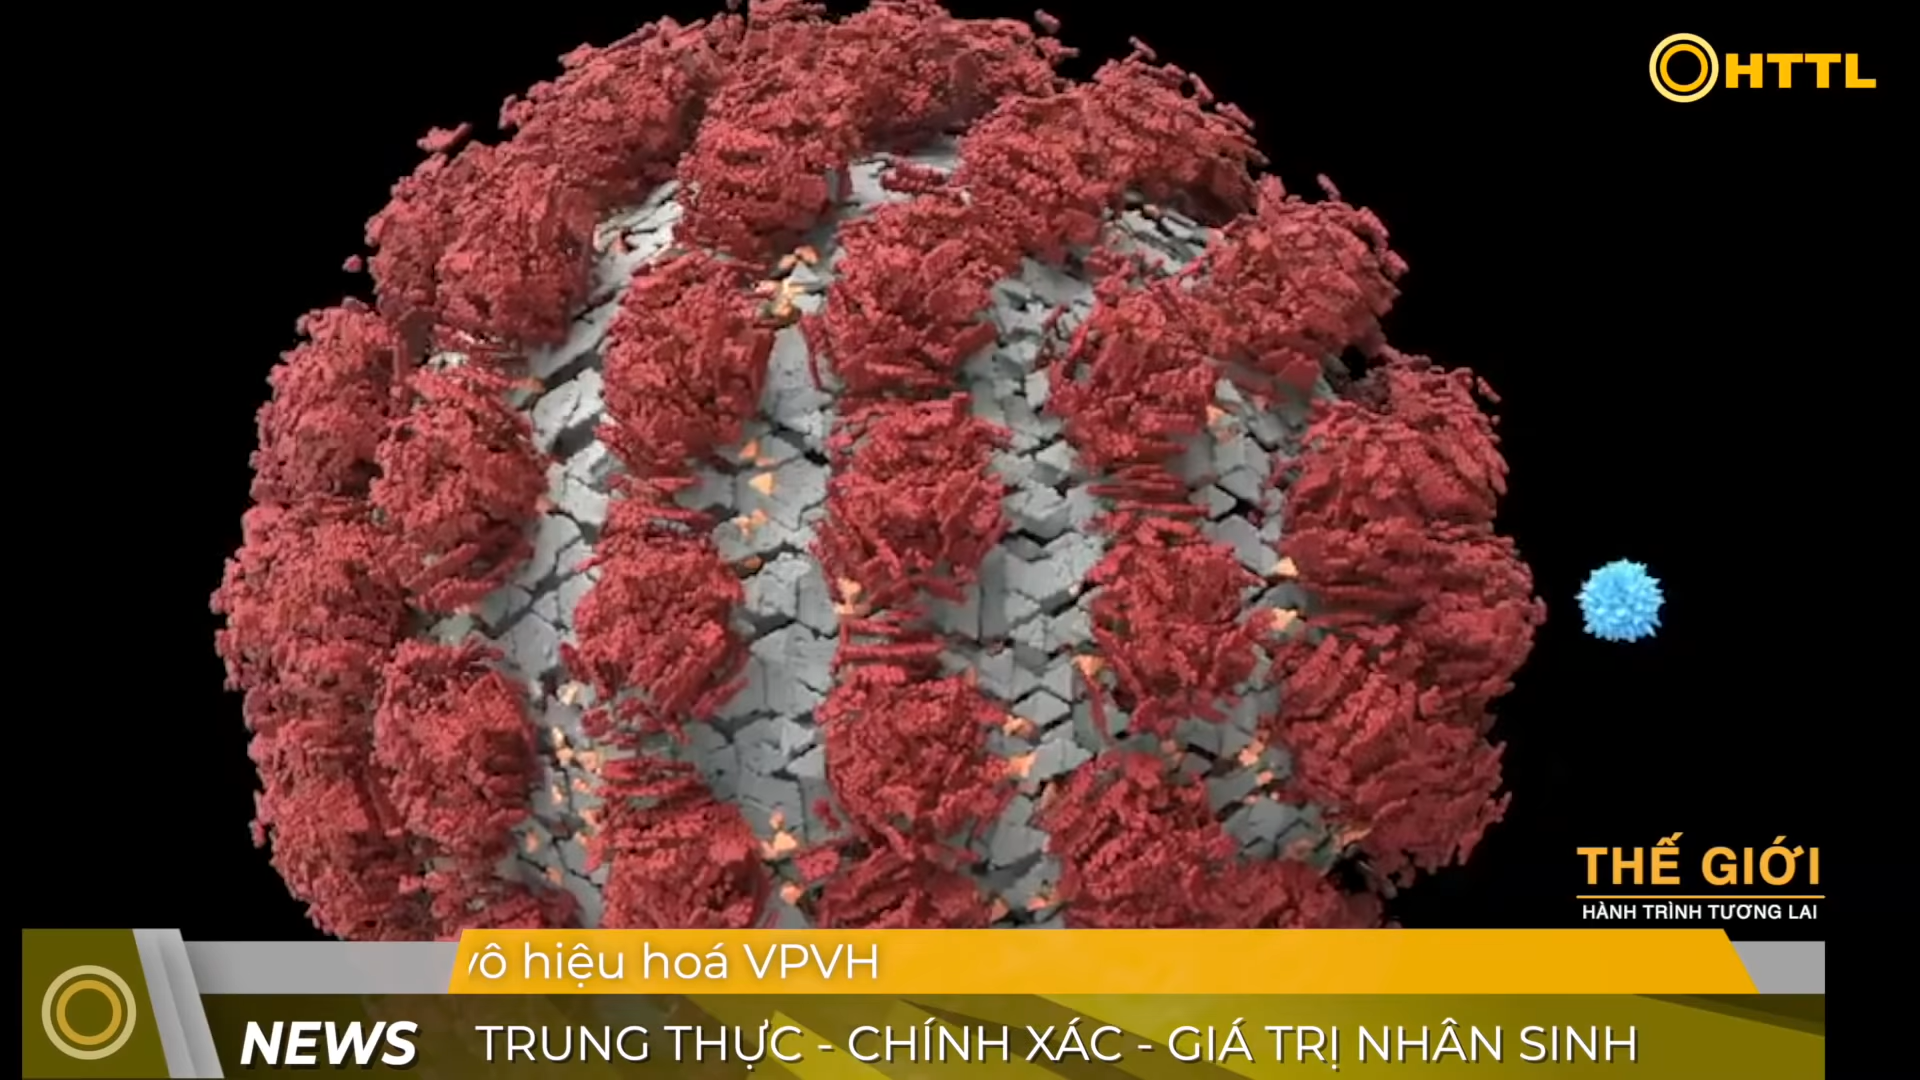 HTTL
THẾ GIỚI
HÀNH TRÌNH TƯƠNG LAI
vô hiệu hoá VPVH
NEWS
TRUNG THỰC - CHÍNH XÁC - GIÁ TRỊ NHÂN SINH